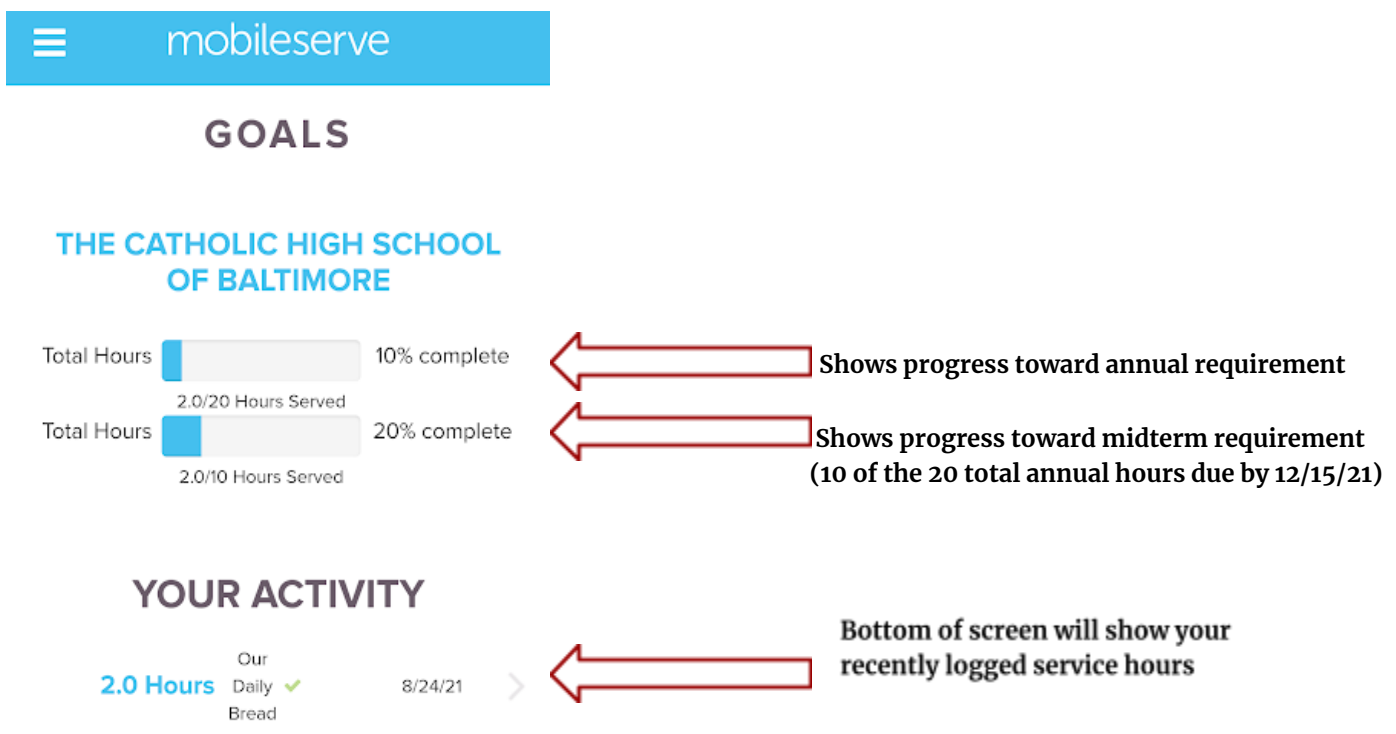 mobileserve
GOALS
THE CATHOLIC HIGH SCHOOL
OF BALTIMORE
Total Hours 10% complete
Shows progress toward annual requirement
2.0/20 Hours Served
Total Hours 20% complete
Shows progress toward midterm requirement
(10 of the 20 total annual hours due by 12/15/21)
2.0/10 Hours Served
YOUR ACTIVITY
Our
2.0 Hours Daily 8/24/21
Bread
Bottom of screen will show your
recently logged service hours